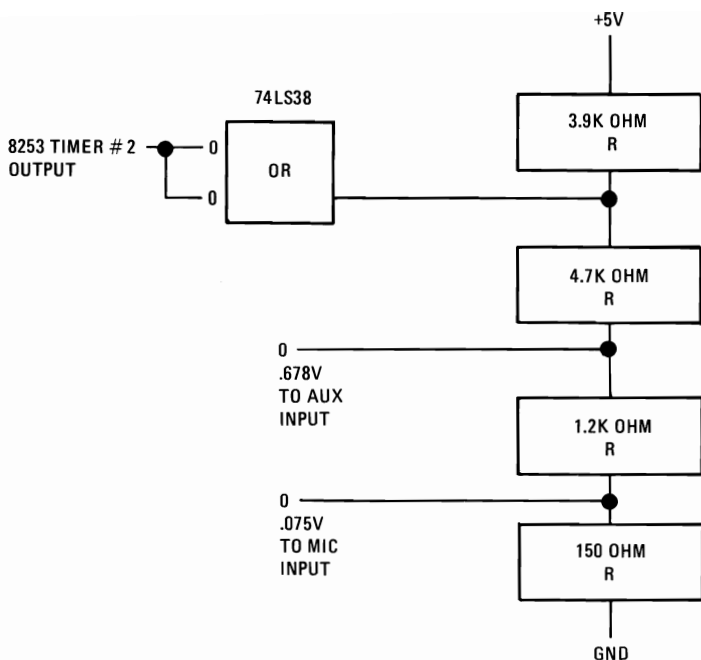 +5V
74LS38
3.9K OHM
R
8253 TIMER #2
OUTPUT
0
0
OR
4.7K OHM
R
0
.678V
TO AUX
INPUT
1.2K OHM
R
0
.075V
TO MIC
INPUT
150 OHM
R
GND